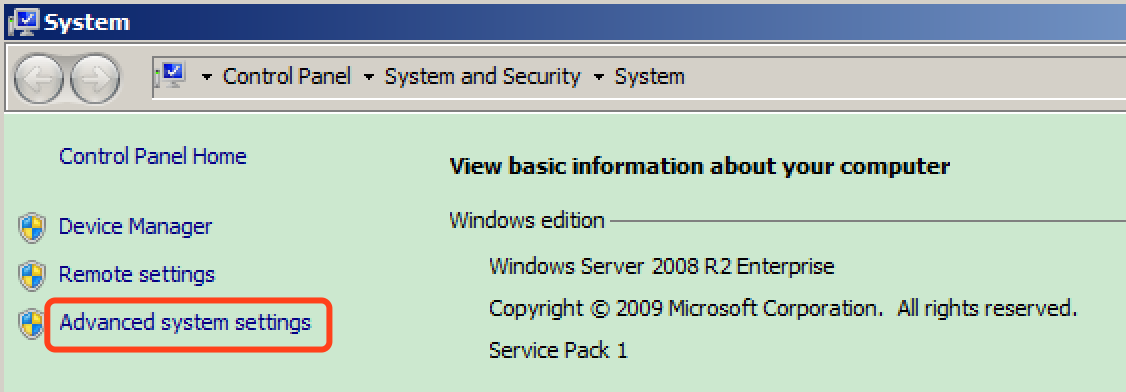 System
Control Panel System and Security System
Control Panel Home
Device Manager
Remote settings
Advanced system settings
View basic information about your computer
Windows edition
Windows Server 2008 R2 Enterprise
Copyright © 2009 Microsoft Corporation. All rights reserved.
Service Pack 1